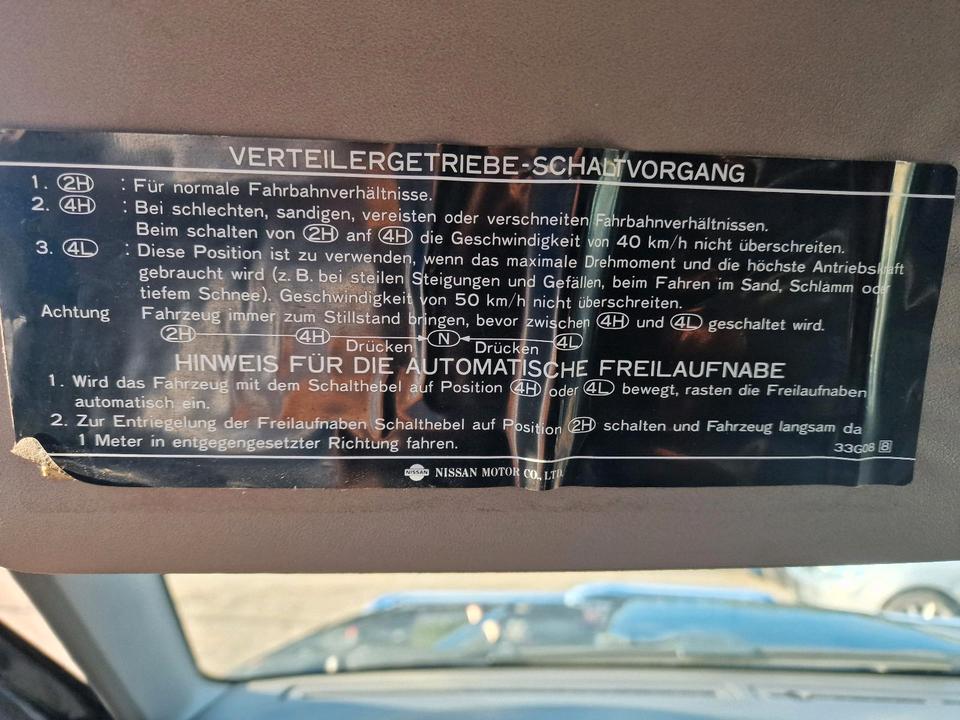 VERTEILERGETRIEBE-SCHALTVORGANG
1. 2H : Für normale Fahrbahnverhältnisse.
2. 4H : Bei schlechten, sandigen, vereisten oder verschneiten Fahrbahnverhältnissen.
Beim schalten von 2H anf 4H die Geschwindigkeit von 40 km/h nicht überschreiten.
3. 4L : Diese Position ist zu verwenden, wenn das maximale Drehmoment und die höchste Antriebskraft
gebraucht wird (z. B. bei steilen Steigungen und Gefällen, beim Fahren im Sand, Schlamm oder
tiefem Schnee). Geschwindigkeit von 50 km/h nicht überschreiten.
Achtung Fahrzeug immer zum Stillstand bringen, bevor zwischen 4H und 4L geschaltet wird.
2H 4H N 4L
Drücken Drücken
HINWEIS FÜR DIE AUTOMATISCHE FREILAUFNABE
1. Wird das Fahrzeug mit dem Schalthebel auf Position 4H oder 4L bewegt, rasten die Freilaufnaben
automatisch ein.
2. Zur Entriegelung der Freilaufnaben Schalthebel auf Position 2H schalten und Fahrzeug langsam da
1 Meter in entgegengesetzter Richtung fahren.
33G08 8
NISSAN NISSAN MOTOR CO., LTD.